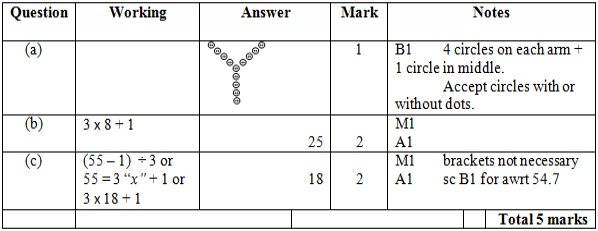 Question Working Answer Mark Notes
(a) 1 B1 4 circles on each arm +
1 circle in middle.
Accept circles with or
without dots.
(b) 3 x 8 + 1 M1
25 2 A1
(c) (55 – 1) ÷ 3 or M1 brackets not necessary
55 = 3 “x” + 1 or 18 2 A1 sc B1 for awrt 54.7
3 x 18 + 1
Total 5 marks